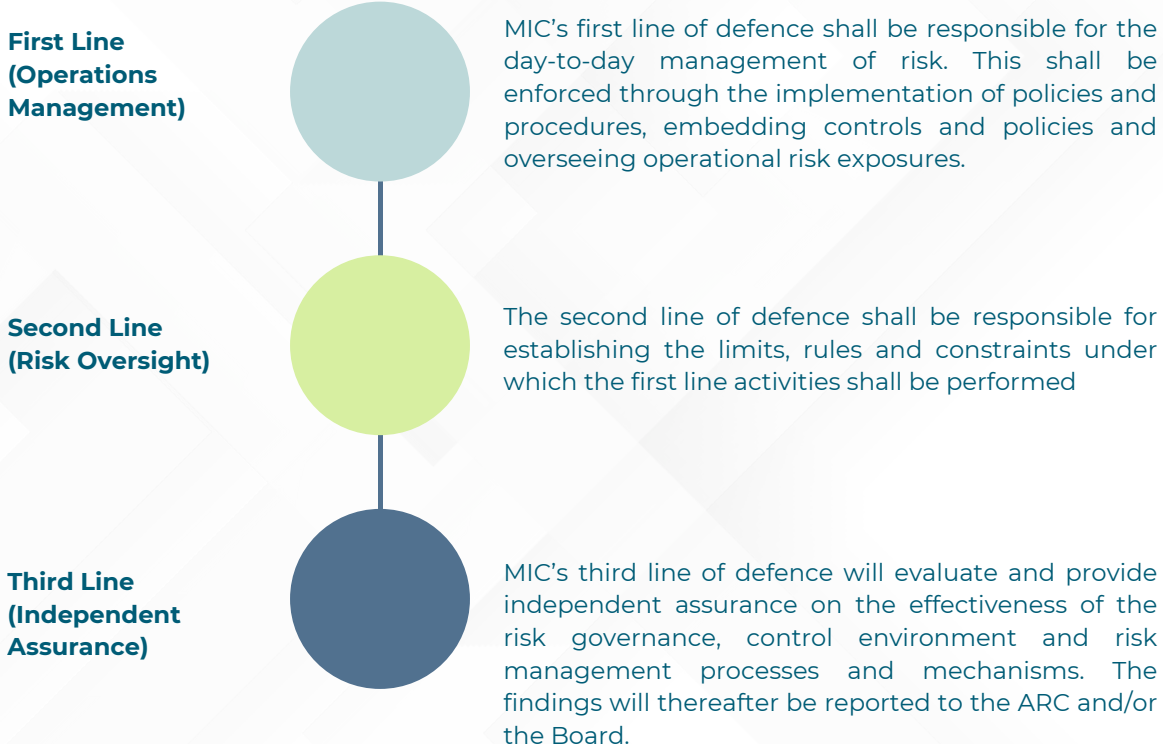 First Line
(Operations
Management)
MIC’s first line of defence shall be responsible for the
day-to-day management of risk. This shall be
enforced through the implementation of policies and
procedures, embedding controls and policies and
overseeing operational risk exposures.
Second Line
(Risk Oversight)
The second line of defence shall be responsible for
establishing the limits, rules and constraints under
which the first line activities shall be performed
Third Line
(Independent
Assurance)
MIC’s third line of defence will evaluate and provide
independent assurance on the effectiveness of the
risk governance, control environment and risk
management processes and mechanisms. The
findings will thereafter be reported to the ARC and/or
the Board.